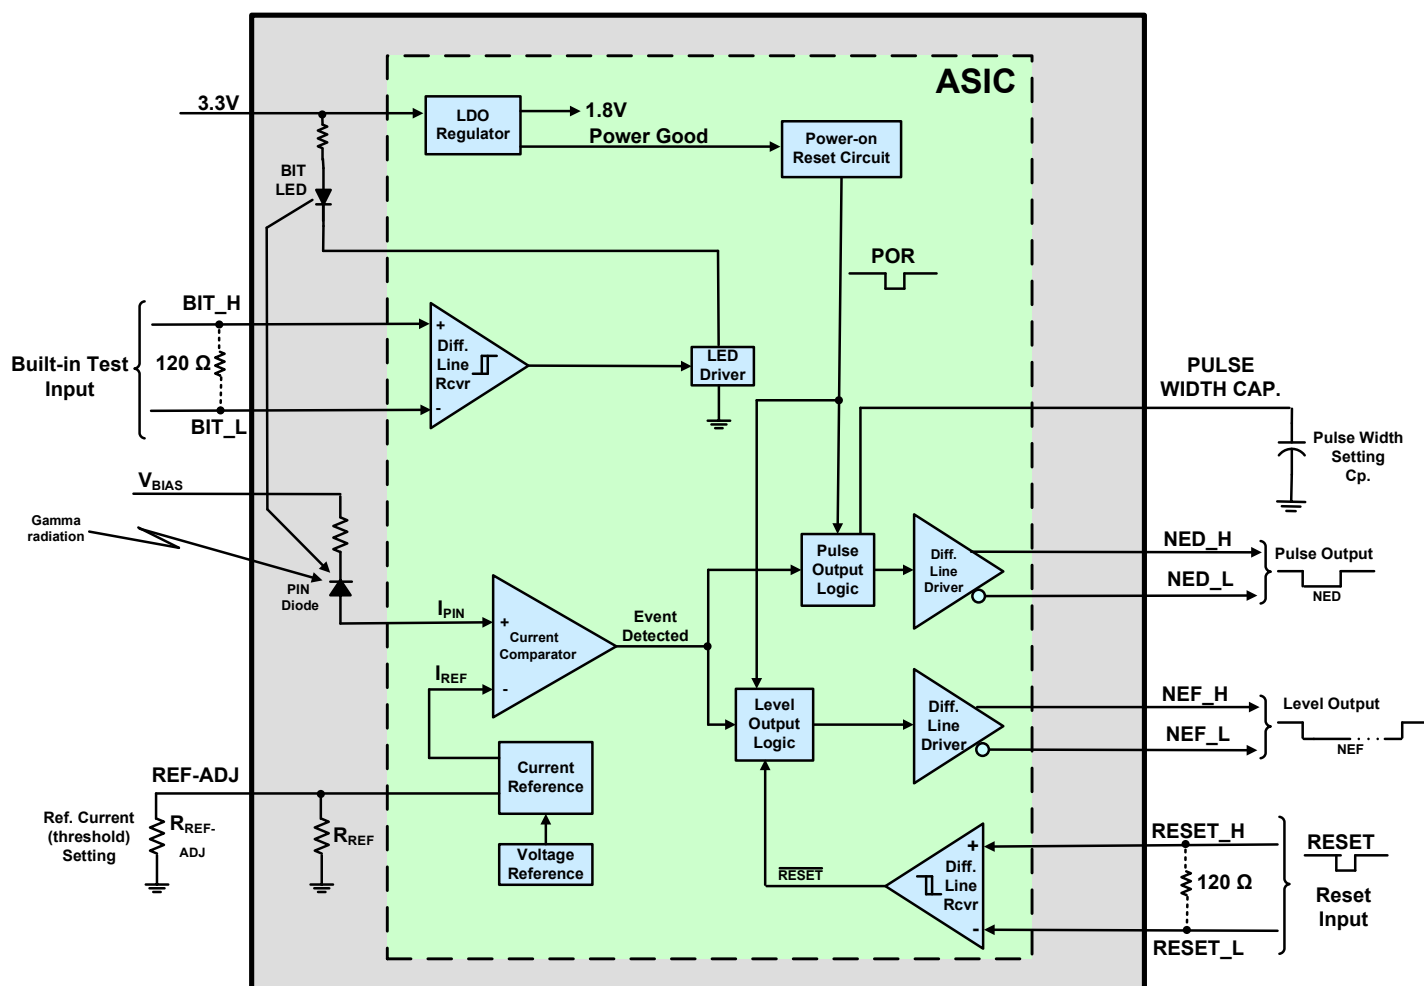 ASIC
3.3V
LDO
Regulator
1.8V
Power Good
Power-on
Reset Circuit
BIT
LED
POR
BIT_H
Built-in Test
Input
120 Ω
BIT_L
+
Diff.
Line
Rcvr
-
LED
Driver
PULSE
WIDTH CAP.
Pulse Width
Setting
Cp.
VBIAS
Gamma
radiation
PIN
Diode
IPIN
+
Current
Comparator
-
IREF
Event
Detected
Pulse
Output
Logic
Diff.
Line
Driver
NED_H
NED_L
Pulse Output
NED
Level
Output
Logic
Diff.
Line
Driver
NEF_H
NEF_L
Level Output
NEF
REF-ADJ
Ref. Current
(threshold)
Setting
RREF-
ADJ
RREF
Current
Reference
Voltage
Reference
RESET
+
Diff.
Line
Rcvr
-
RESET_H
120 Ω
RESET_L
RESET
Reset
Input